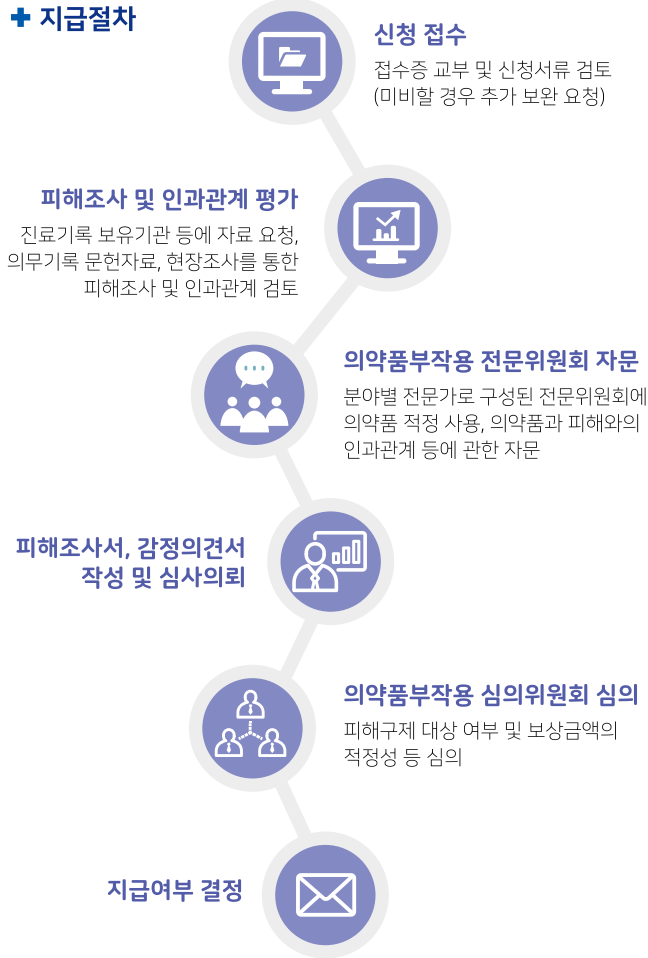 지급절차
신청 접수
접수증 교부 및 신청서류 검토
(미비할 경우 추가 보완 요청)
피해조사 및 인과관계 평가
진료기록 보유기관 등에 자료 요청,
의무기록 문헌자료, 현장조사를 통한
피해조사 및 인과관계 검토
의약품부작용 전문위원회 자문
분야별 전문가로 구성된 전문위원회에
의약품 적정 사용, 의약품과 피해와의
인과관계 등에 관한 자문
피해조사서, 감정의견서
작성 및 심사의뢰
의약품부작용 심의위원회 심의
피해구제 대상 여부 및 보상금액의
적정성 등 심의
지급여부 결정